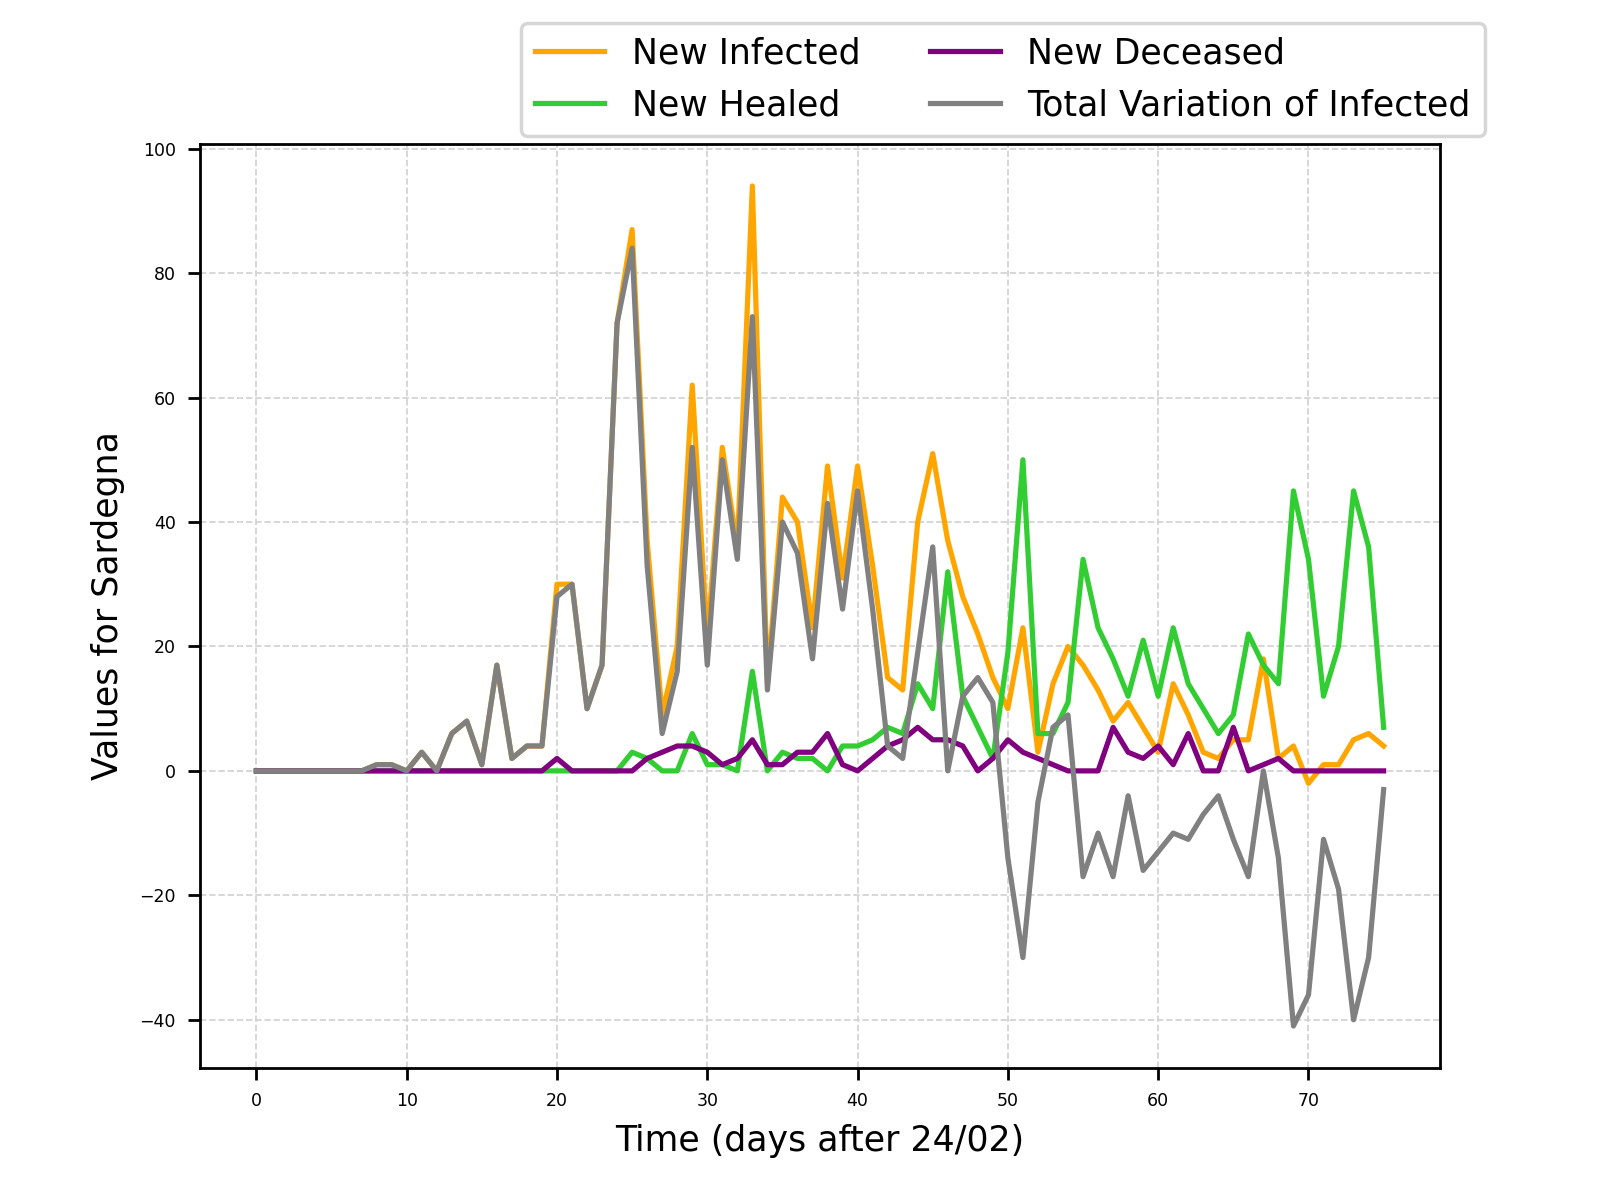 New Infected
New Healed
New Deceased
Total Variation of Infected
100
80
60
40
20
0
−20
−40
Values for Sardegna
0 10 20 30 40 50 60 70
Time (days after 24/02)